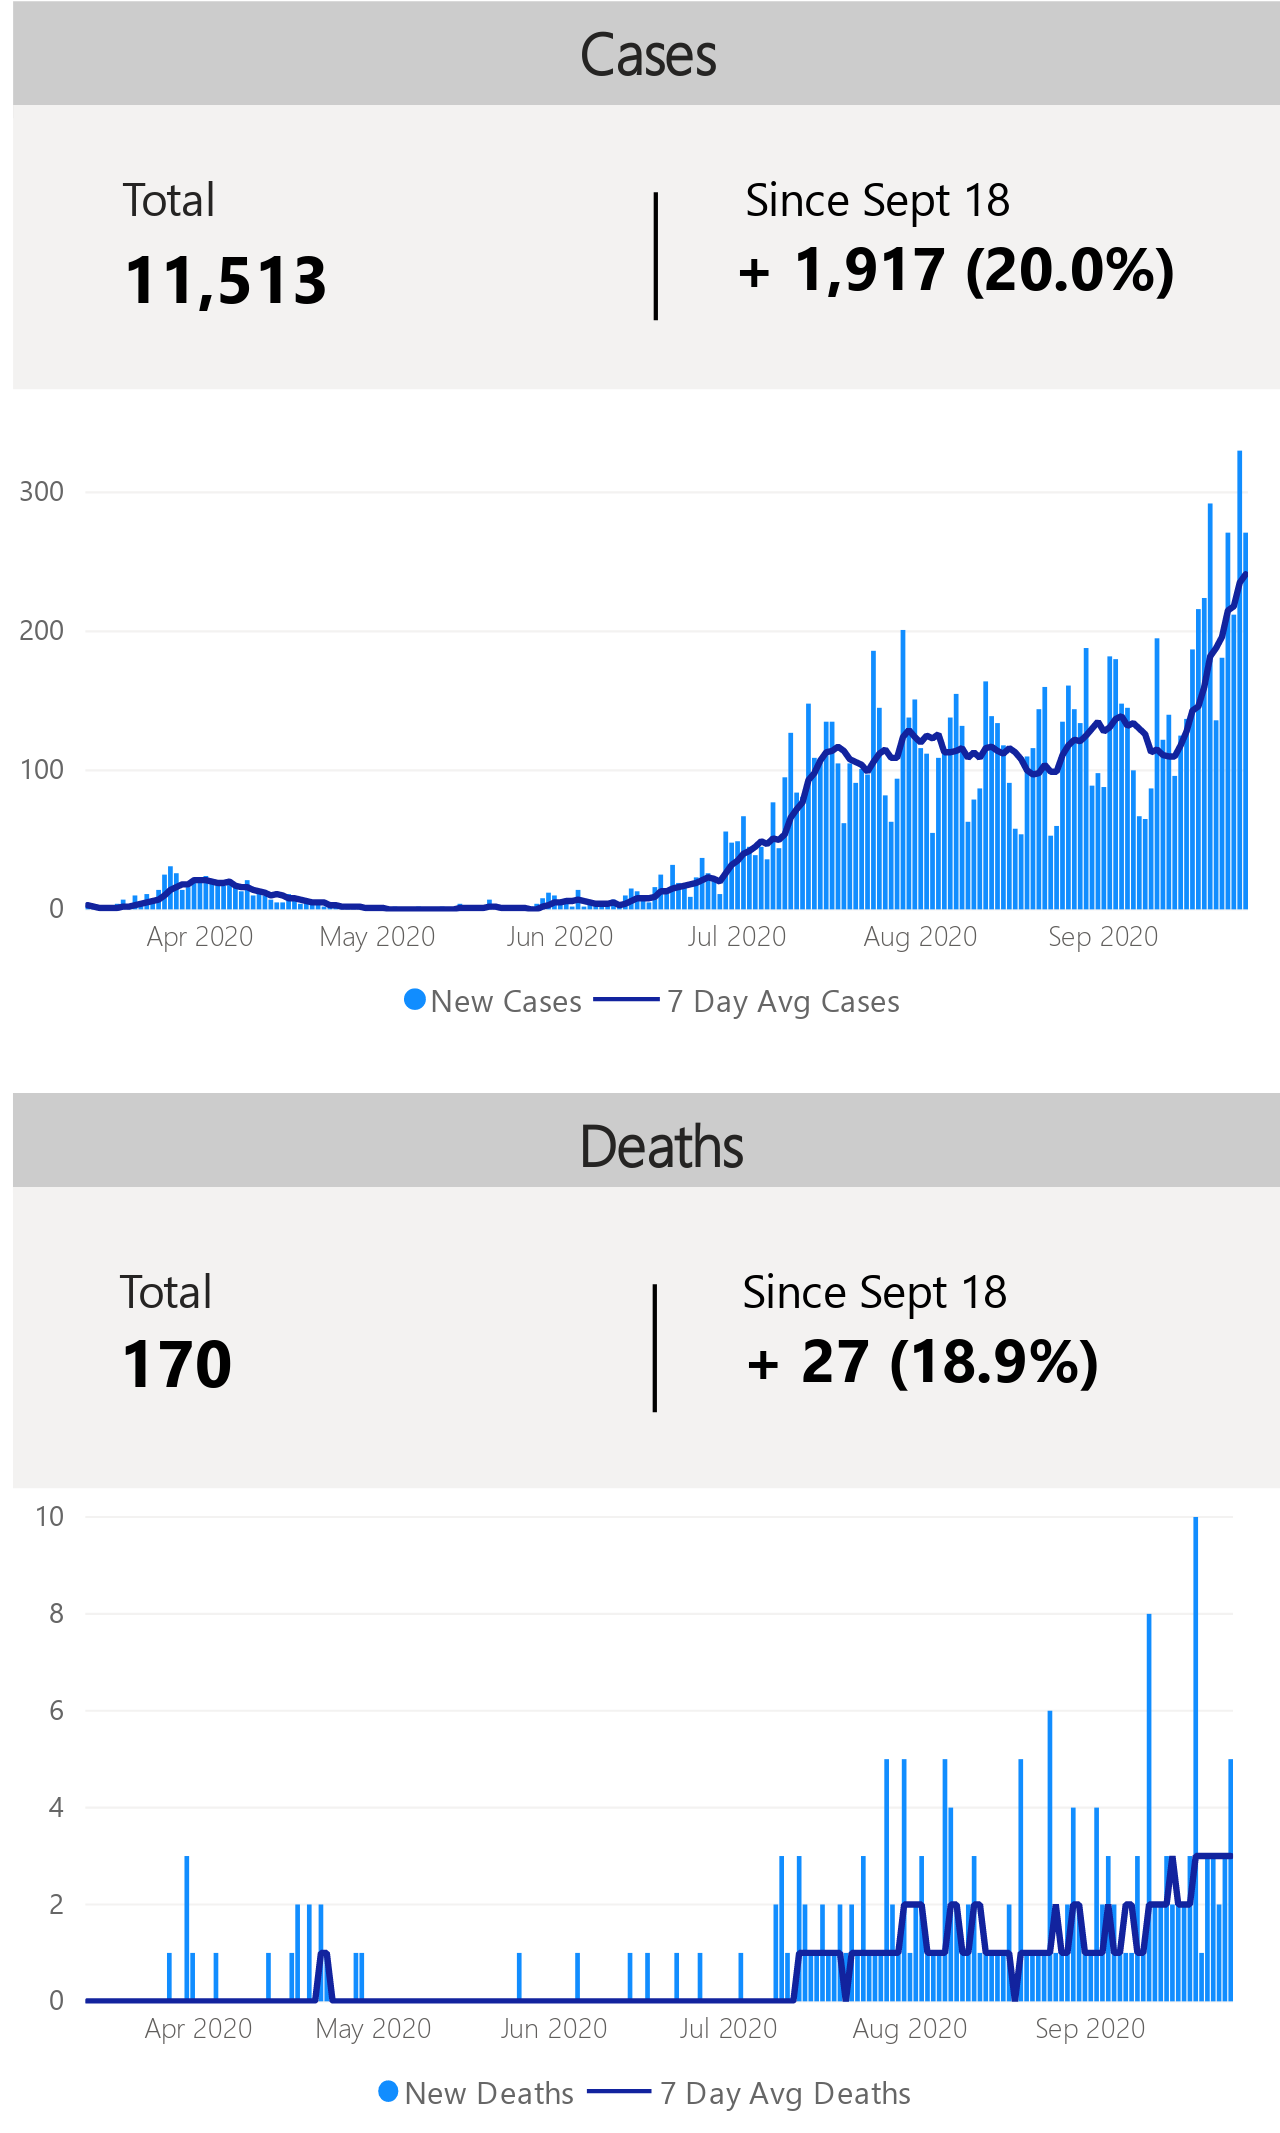 Cases
Total
11,513
Since Sept 18
+ 1,917 (20.0%)
300
200
100
0
Apr 2020 May 2020 Jun 2020 Jul 2020 Aug 2020 Sep 2020
New Cases 7 Day Avg Cases
Deaths
Total
170
Since Sept 18
+ 27 (18.9%)
10
8
6
4
2
0
Apr 2020 May 2020 Jun 2020 Jul 2020 Aug 2020 Sep 2020
New Deaths 7 Day Avg Deaths